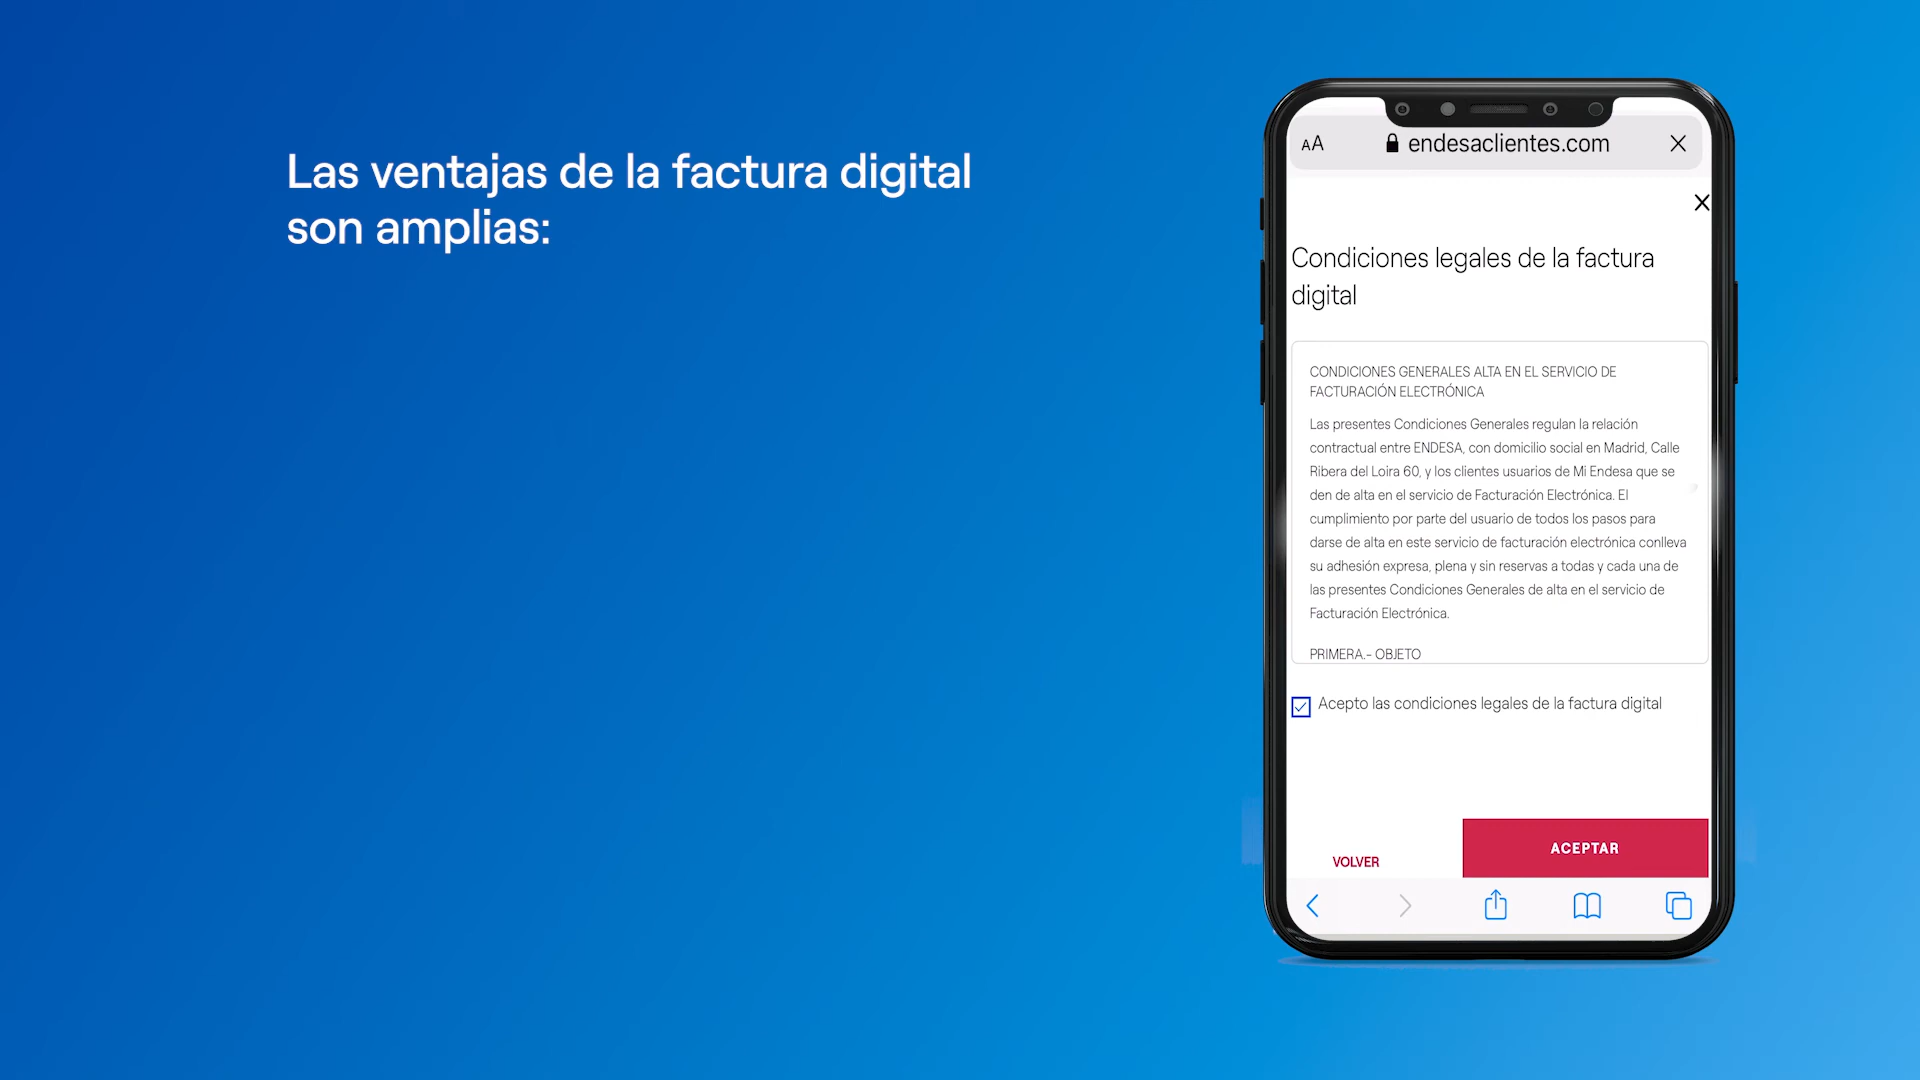 Las ventajas de la factura digital
son amplias:
AA endesaclientes.com
Condiciones legales de la factura
digital
CONDICIONES GENERALES ALTA EN EL SERVICIO DE
FACTURACIÓN ELECTRÓNICA
Las presentes Condiciones Generales regulan la relación
contractual entre ENDESA, con domicilio social en Madrid, Calle
Ribera del Loira 60, y los clientes usuarios de Mi Endesa que se
den de alta en el servicio de Facturación Electrónica. El
cumplimiento por parte del usuario de todos los pasos para
darse de alta en este servicio de facturación electrónica conlleva
su adhesión expresa, plena y sin reservas a todas y cada una de
las presentes Condiciones Generales de alta en el servicio de
Facturación Electrónica.
PRIMERA.- OBJETO
Acepto las condiciones legales de la factura digital
VOLVER
ACEPTAR